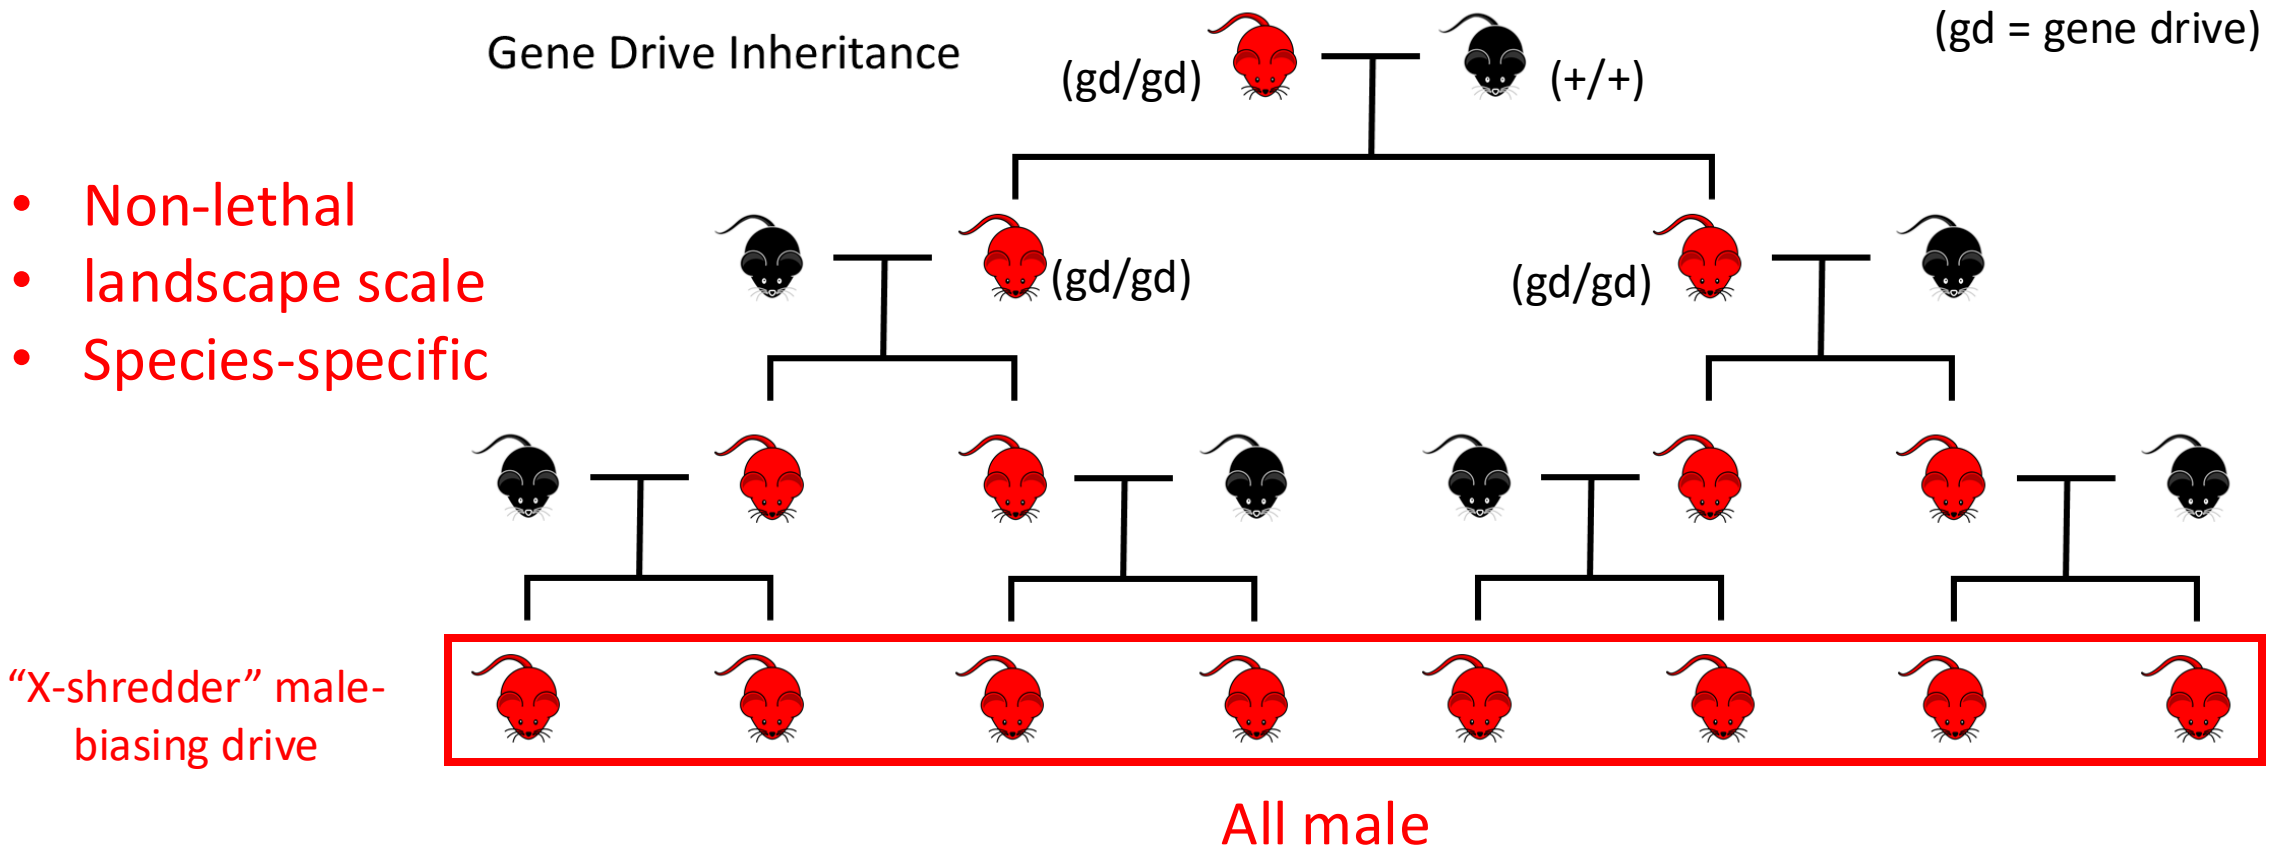 Gene Drive Inheritance
(gd = gene drive)
(gd/gd)
(+/+)
• Non-lethal
• landscape scale
• Species-specific
(gd/gd)
(gd/gd)
“X-shredder” male-
biasing drive
All male